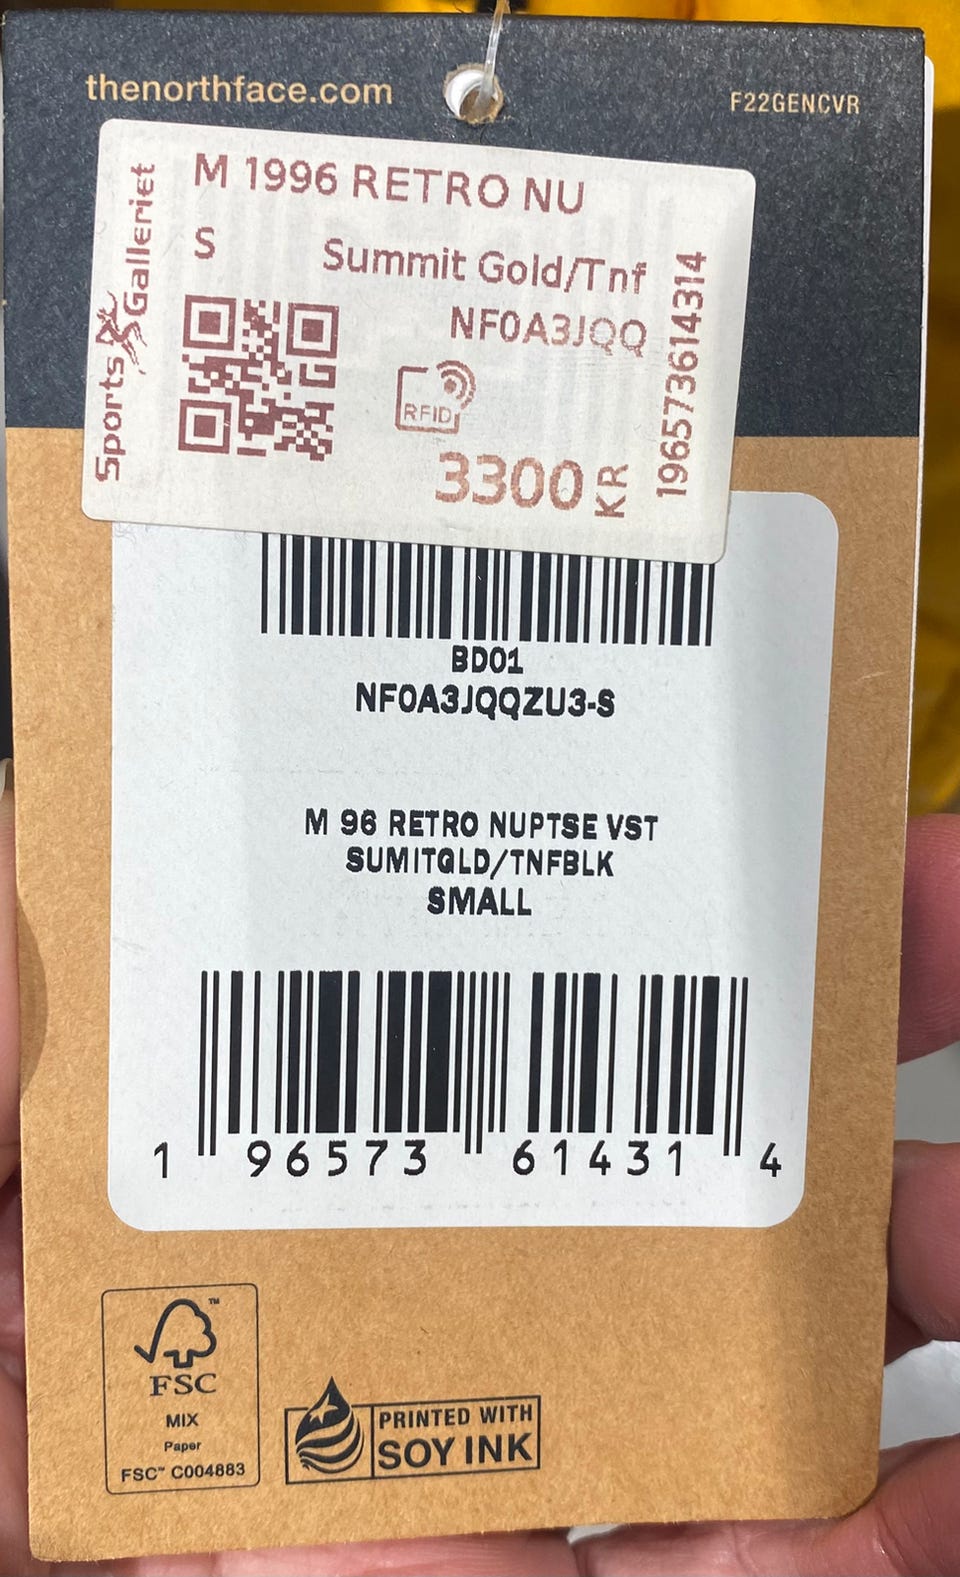 thenorthface.com
F22GENCVR
Sports Galleriet
M 1996 RETRO NU
S
Summit Gold/Tnf
NF0A3JQQ
RFID
3300 KR
196573614314
BD01
NF0A3JQQZU3-S
M 96 RETRO NUPTSE VST
SUMITGLD/TNFBLK
SMALL
1 96573 61431 4
FSC™
MIX
Paper
FSC™ C004883
PRINTED WITH
SOY INK